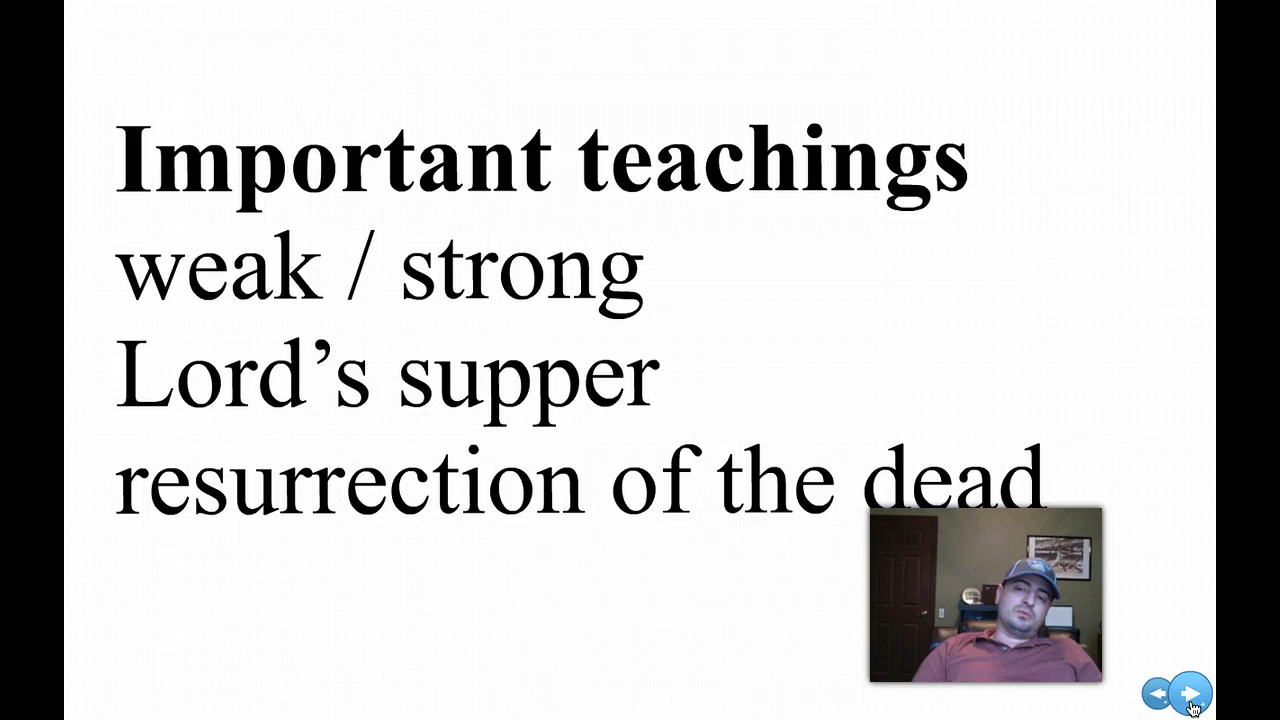 Important teachings
weak / strong
Lord’s supper
resurrection of the dead